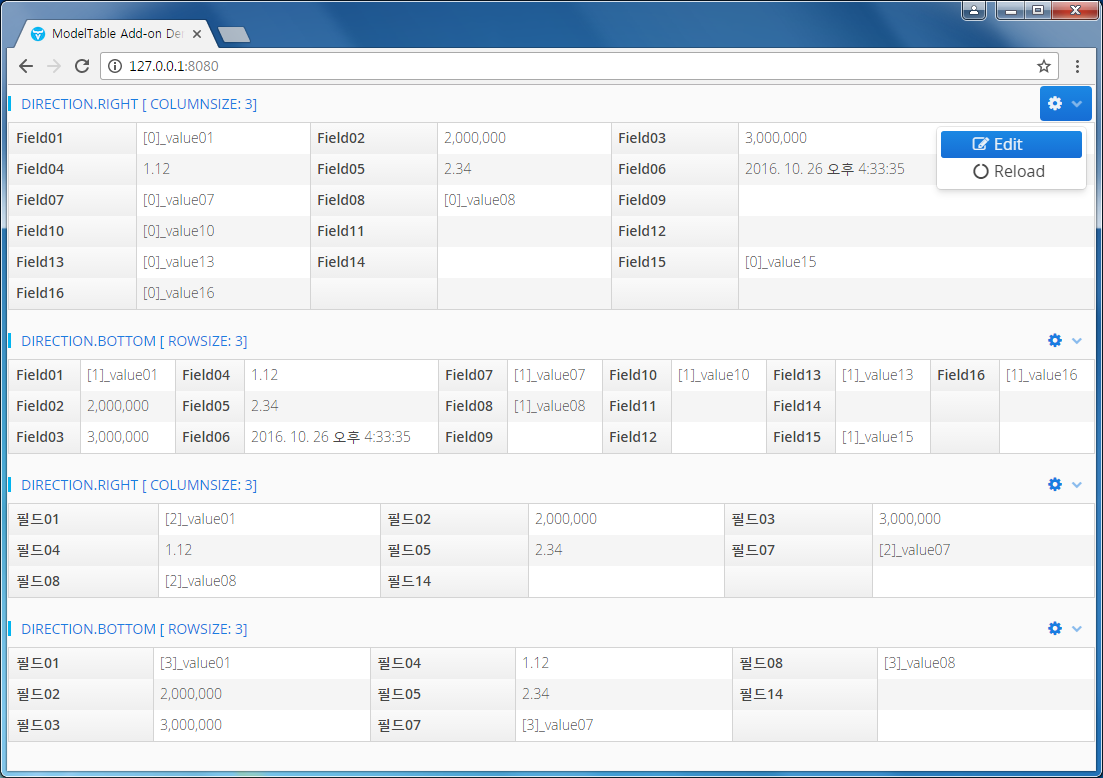 ModelTable Add-on De
127.0.0.1:8080
DIRECTION.RIGHT [ COLUMNSIZE: 3]
Field01 [0]_value01 Field02 2,000,000 Field03 3,000,000
Edit
Field04 1.12 Field05 2.34 Field06 2016. 10. 26 오후 4:33:35
Reload
Field07 [0]_value07 Field08 [0]_value08 Field09
Field10 [0]_value10 Field11 Field12
Field13 [0]_value13 Field14 Field15 [0]_value15
Field16 [0]_value16
DIRECTION.BOTTOM [ ROWSIZE: 3]
Field01 [1]_value01 Field04 1.12 Field07 [1]_value07 Field10 [1]_value10 Field13 [1]_value13 Field16 [1]_value16
Field02 2,000,000 Field05 2.34 Field08 [1]_value08 Field11 Field14
Field03 3,000,000 Field06 2016. 10. 26 오후 4:33:35 Field09 Field12 Field15 [1]_value15
DIRECTION.RIGHT [ COLUMNSIZE: 3]
필드01 [2]_value01 필드02 2,000,000 필드03 3,000,000
필드04 1.12 필드05 2.34 필드07 [2]_value07
필드08 [2]_value08 필드14
DIRECTION.BOTTOM [ ROWSIZE: 3]
필드01 [3]_value01 필드04 1.12 필드08 [3]_value08
필드02 2,000,000 필드05 2.34 필드14
필드03 3,000,000 필드07 [3]_value07